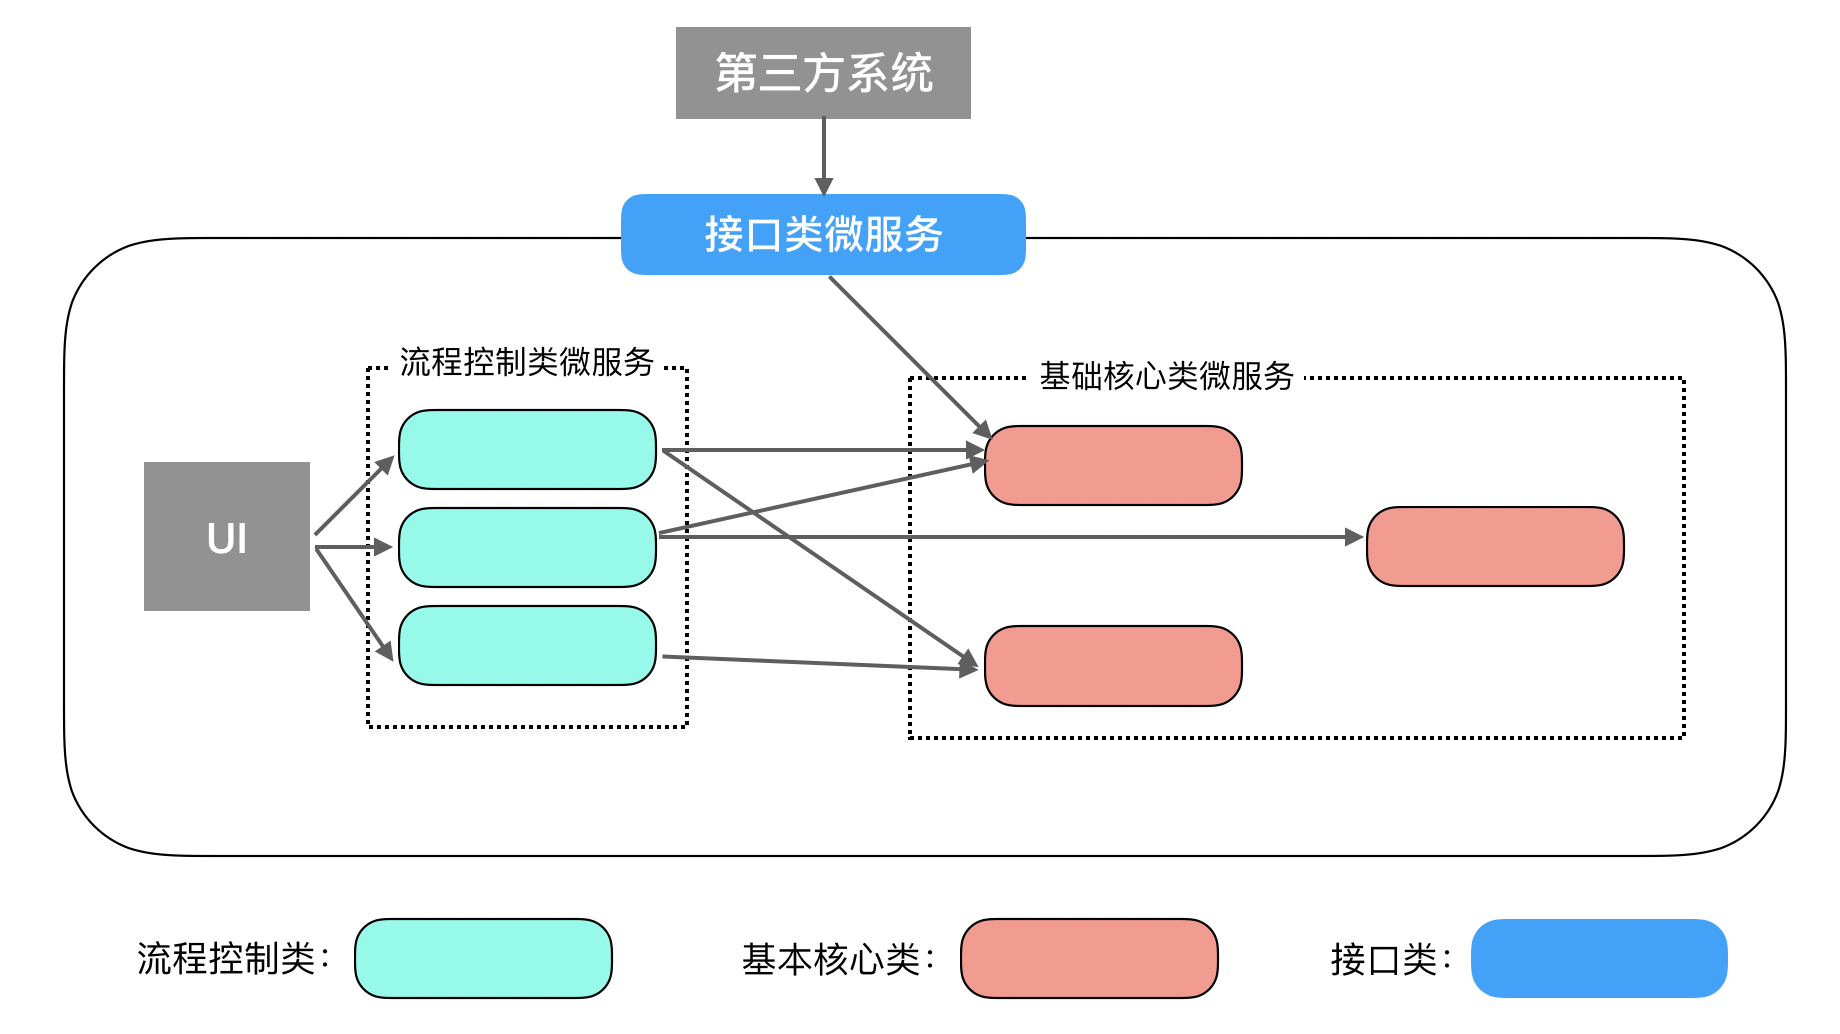 第三方系统
接口类微服务
流程控制类微服务
基础核心类微服务
UI
流程控制类：
基本核心类：
接口类：